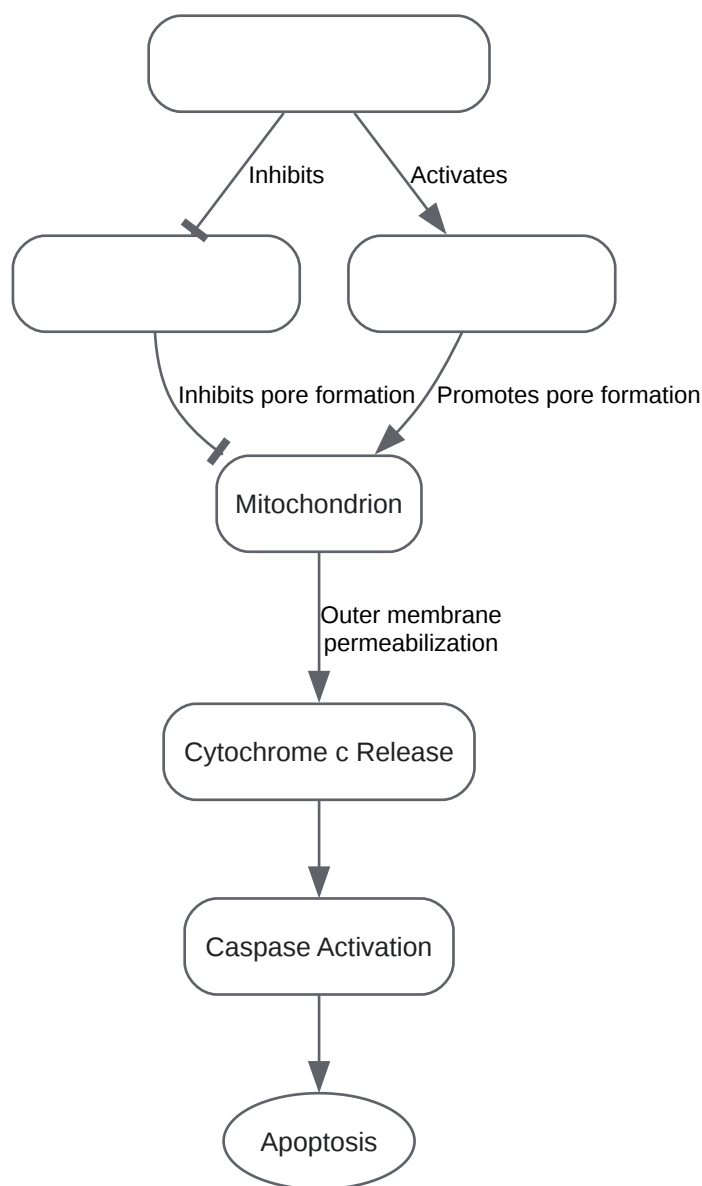 Inhibits
Activates
Inhibits pore formation
Promotes pore formation
Mitochondrion
Outer membrane
permeabilization
Cytochrome c Release
Caspase Activation
Apoptosis